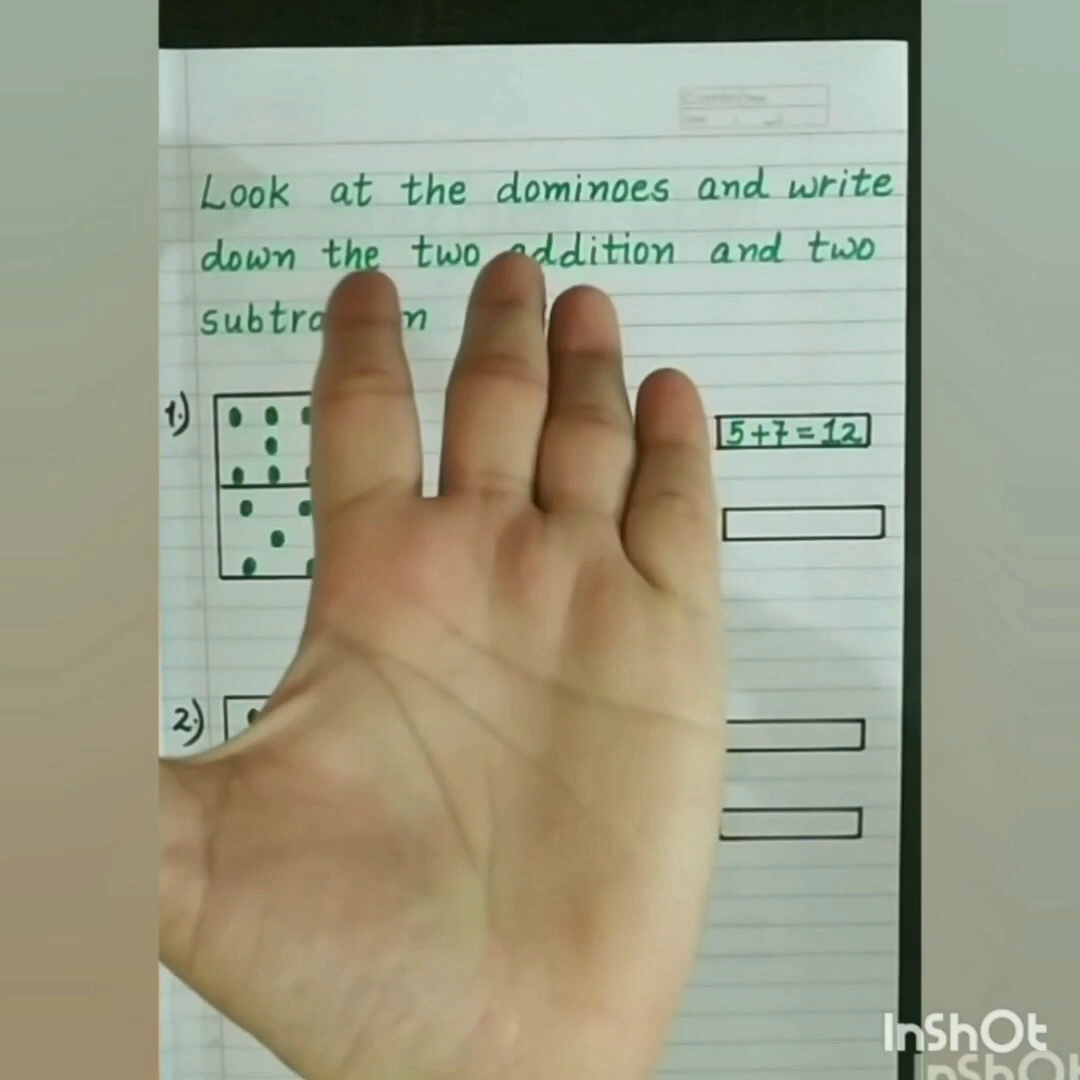 Look at the dominoes and write
down the two addition and two
subtra n
1.)
5+7=12
2.)
InShOt
InShOt